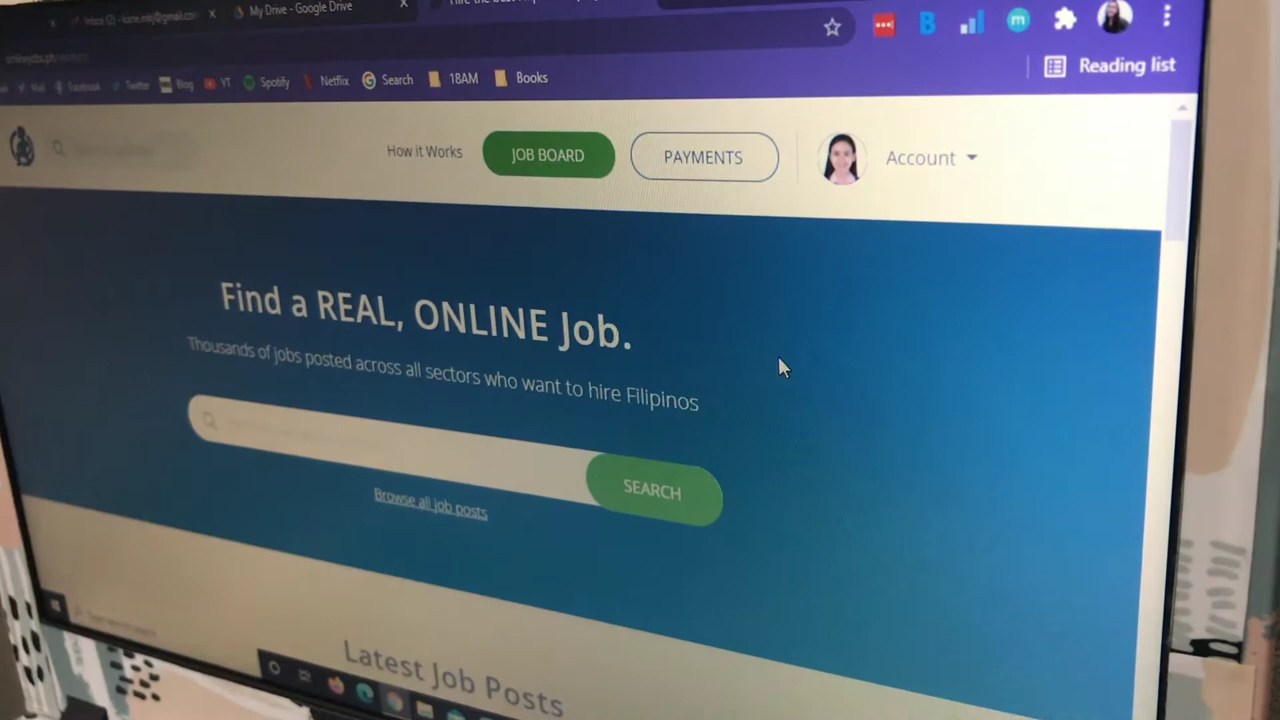 Inbox (2) -
My Drive - Google Drive
Facebook
Twitter
Blog
YT
Spotify
Netflix
Search
18AM
Books
Reading list
How it Works
JOB BOARD
PAYMENTS
Account
Find a REAL, ONLINE Job.
Thousands of jobs posted across all sectors who want to hire Filipinos
SEARCH
Browse all job posts
Latest Job Posts